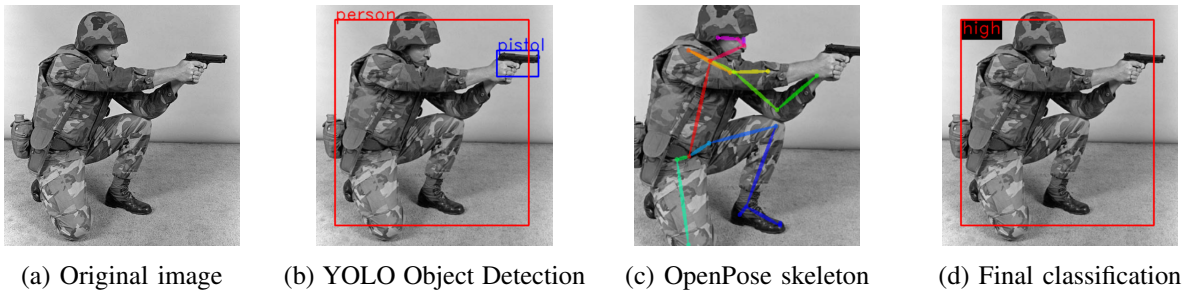 person
pistol
high
(a) Original image
(b) YOLO Object Detection
(c) OpenPose skeleton
(d) Final classification